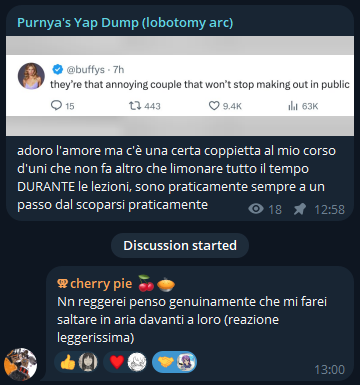 Purnya's Yap Dump (lobotomy arc)
@buffys · 7h
they're that annoying couple that won't stop making out in public
15 443 9.4K 63K
adoro l'amore ma c'è una certa coppietta al mio corso
d'uni che non fa altro che limonare tutto il tempo
DURANTE le lezioni, sono praticamente sempre a un
passo dal scoparsi praticamente
18 12:58
Discussion started
cherry pie
Nn reggerei penso genuinamente che mi farei
saltare in aria davanti a loro (reazione
leggerissima)
13:00